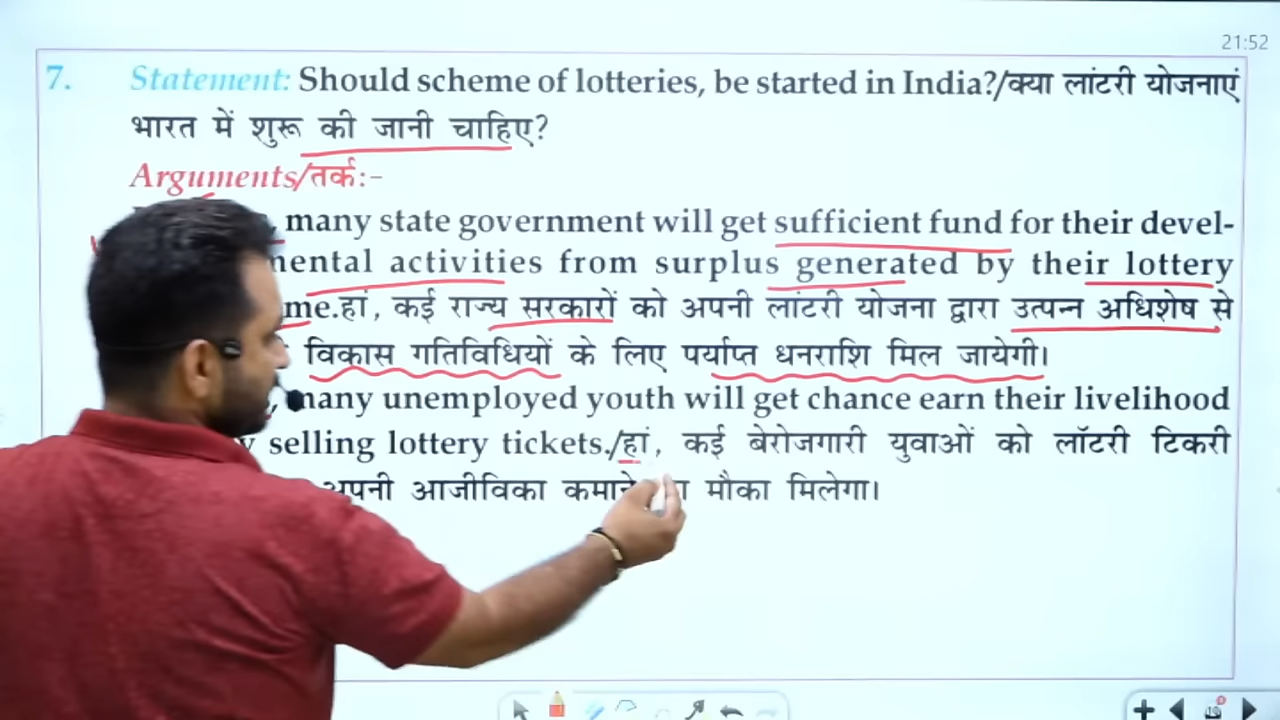 21:52
7. Statement: Should scheme of lotteries, be started in India?/क्या लांटरी योजनाएं
भारत में शुरू की जानी चाहिए?
Arguments/तर्क:-
many state government will get sufficient fund for their devel-
mental activities from surplus generated by their lottery
me.हां, कई राज्य सरकारों को अपनी लांटरी योजना द्वारा उत्पन्न अधिशेष से
विकास गतिविधियों के लिए पर्याप्त धनराशि मिल जायेगी।
, many unemployed youth will get chance earn their livelihood
selling lottery tickets./हां, कई बेरोजगारी युवाओं को लॉटरी टिकरी
अपनी आजीविका कमाने मौका मिलेगा।